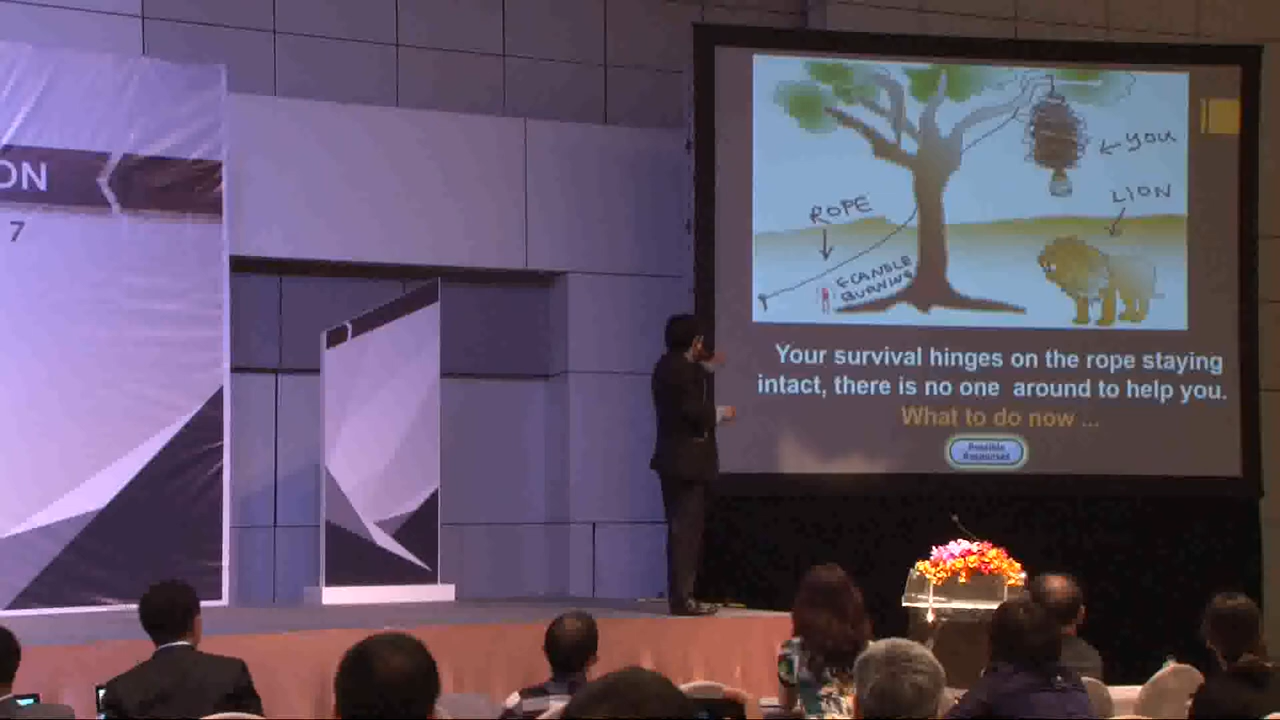 ON
7
← YOU
LION
ROPE
← CANDLE
BURNING
Your survival hinges on the rope staying
intact, there is no one around to help you.
What to do now ...
Possible
Responses